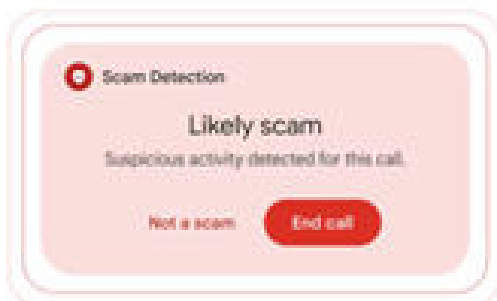 Scam Detection
Likely scam
Suspicious activity detected for this call.
Not a scam
End call